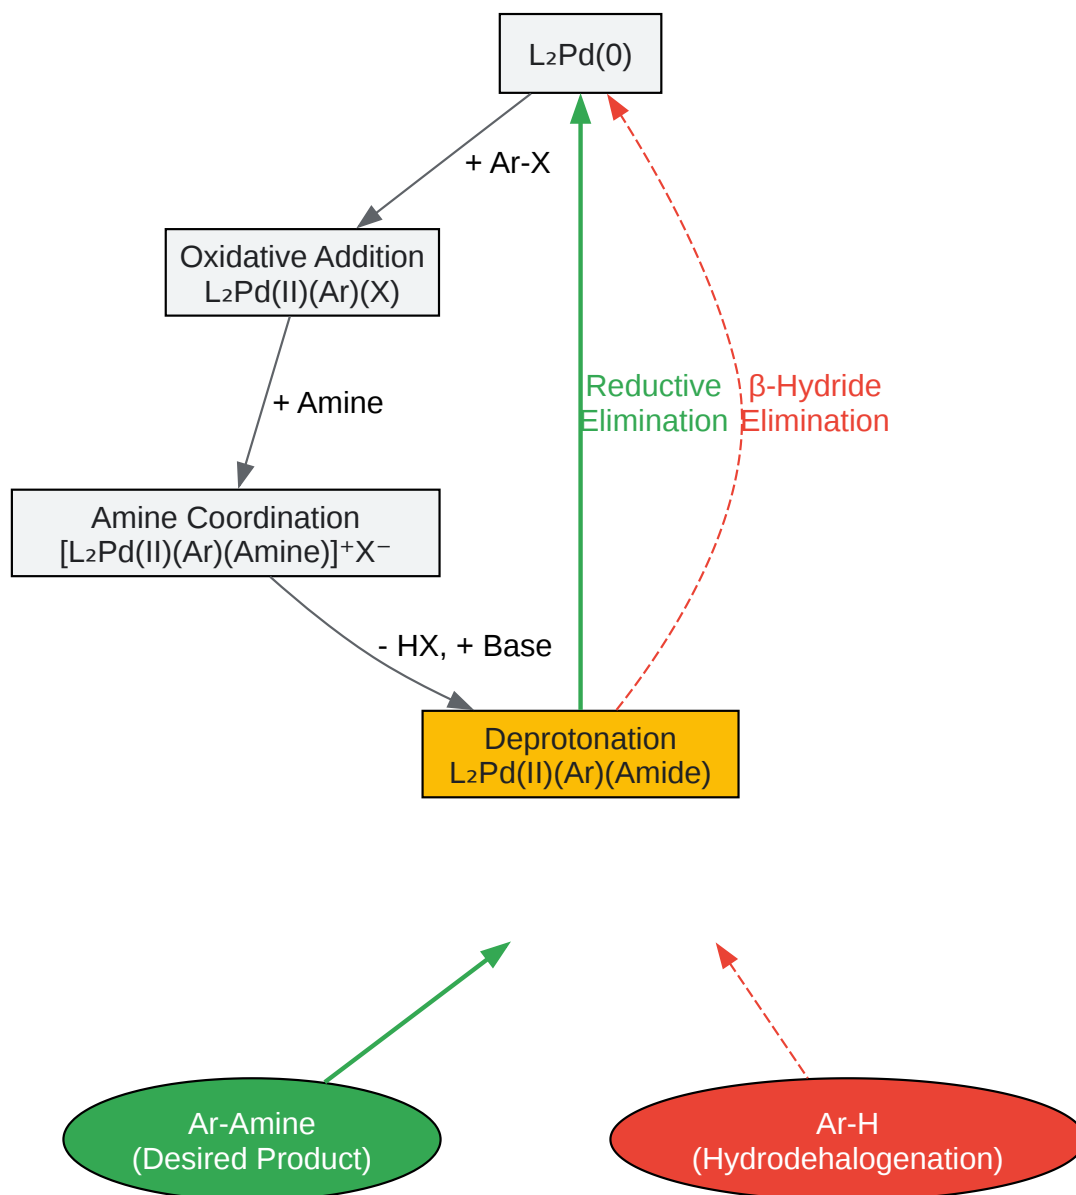 L₂Pd(0)
+ Ar-X
Oxidative Addition
L₂Pd(II)(Ar)(X)
+ Amine
Reductive
Elimination
β-Hydride
Elimination
Amine Coordination
[L₂Pd(II)(Ar)(Amine)]⁺X⁻
- HX, + Base
Deprotonation
L₂Pd(II)(Ar)(Amide)
Ar-Amine
(Desired Product)
Ar-H
(Hydrodehalogenation)